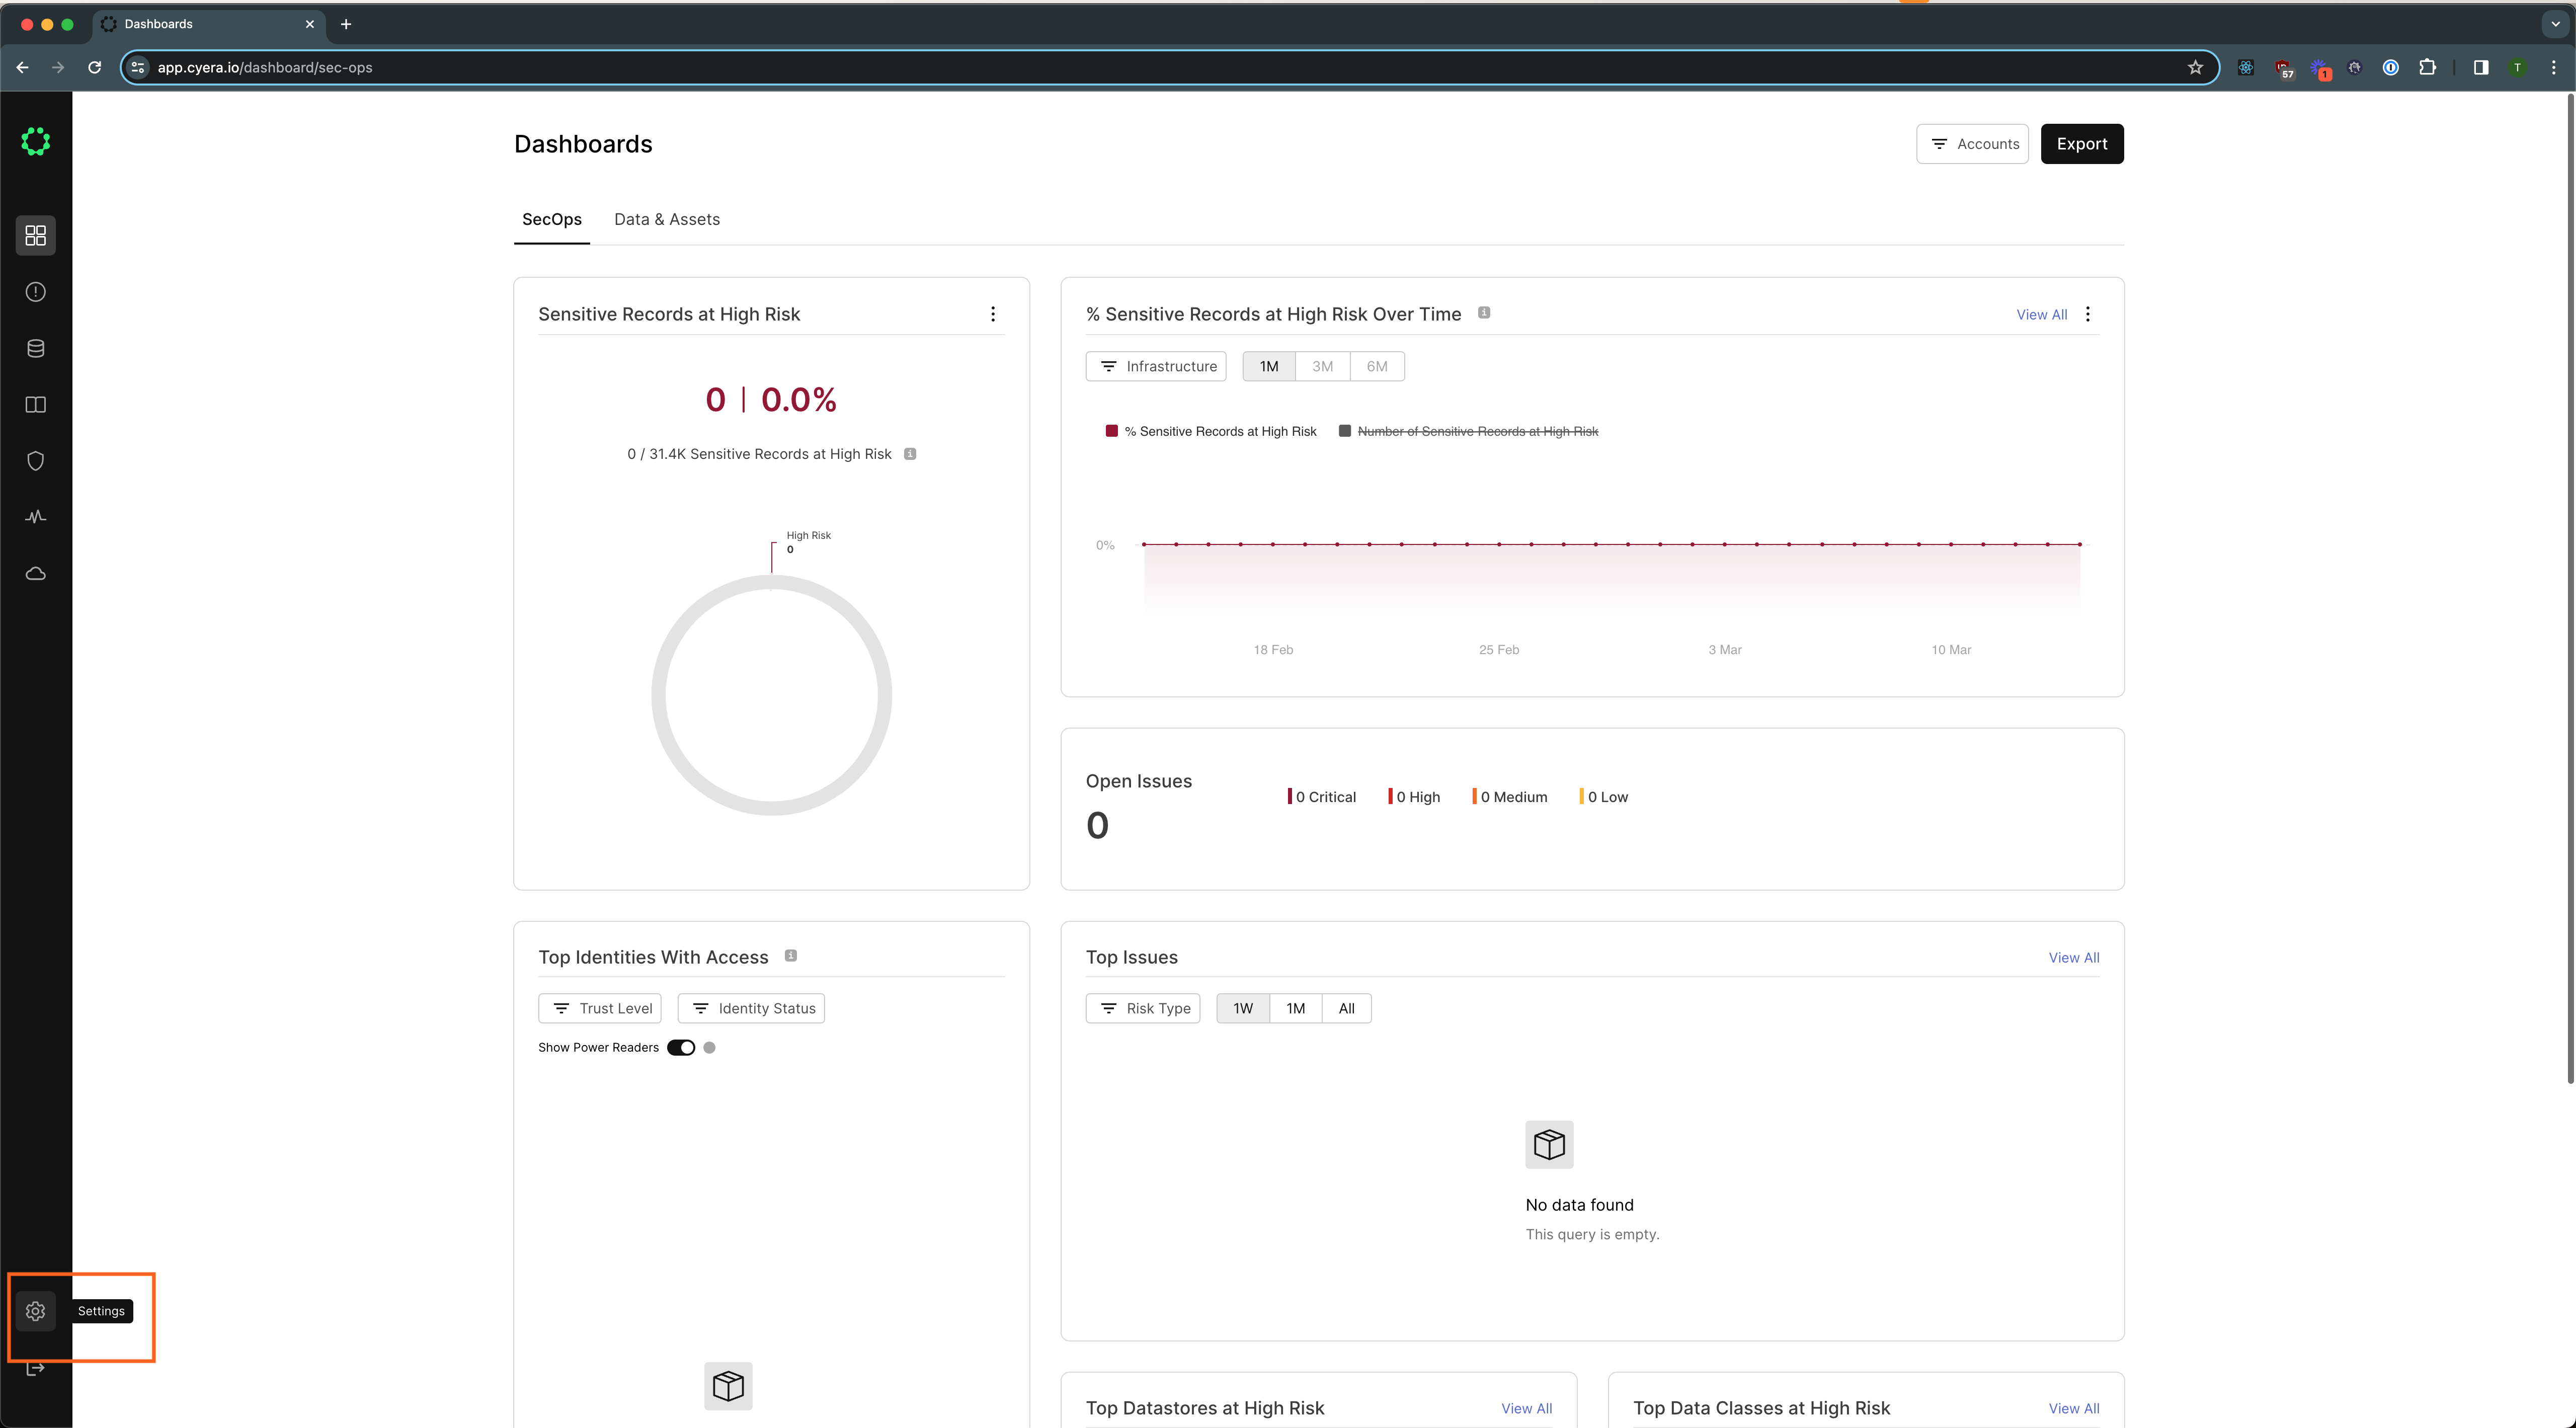 Dashboards
app.cyera.io/dashboard/sec-ops
57
1
T
Dashboards
Accounts
Export
SecOps
Data & Assets
Sensitive Records at High Risk
0 | 0.0%
0 / 31.4K Sensitive Records at High Risk
High Risk
0
% Sensitive Records at High Risk Over Time
View All
Infrastructure
1M
3M
6M
% Sensitive Records at High Risk
Number of Sensitive Records at High Risk
0%
18 Feb
25 Feb
3 Mar
10 Mar
Open Issues
0
0 Critical
0 High
0 Medium
0 Low
Top Identities With Access
Trust Level
Identity Status
Show Power Readers
Top Issues
View All
Risk Type
1W
1M
All
No data found
This query is empty.
Settings
Top Datastores at High Risk
View All
Top Data Classes at High Risk
View All